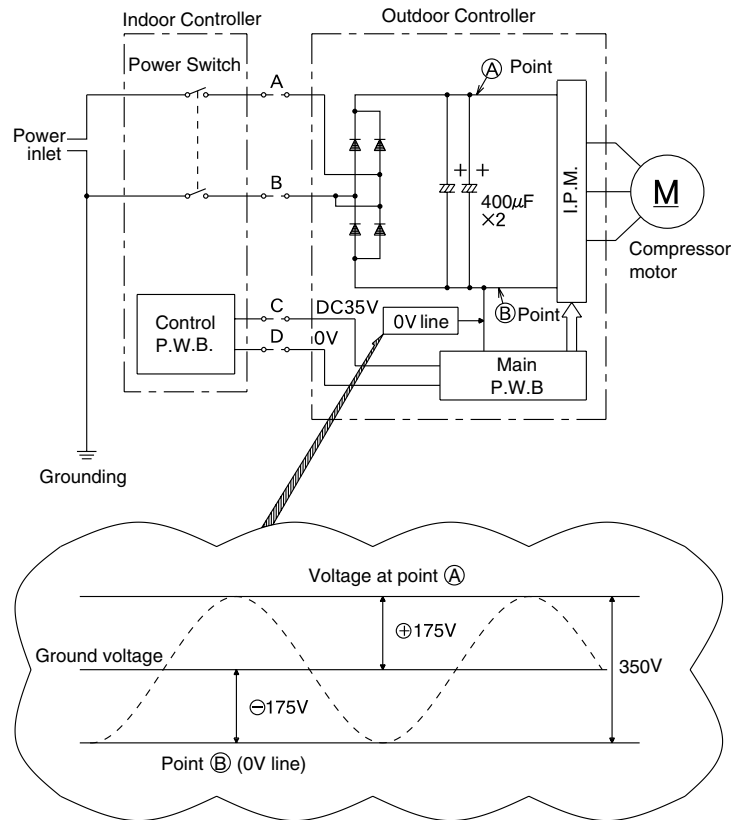 Indoor Controller
Outdoor Controller
Power Switch
A
Ⓐ Point
Power
inlet
B
400μF
×2
I.P.M.
M
Compressor
motor
C
DC35V
0V line
Ⓑ Point
Control
P.W.B.
D
0V
Main
P.W.B
Grounding
Voltage at point Ⓐ
⊕175V
Ground voltage
350V
⊖175V
Point Ⓑ (0V line)